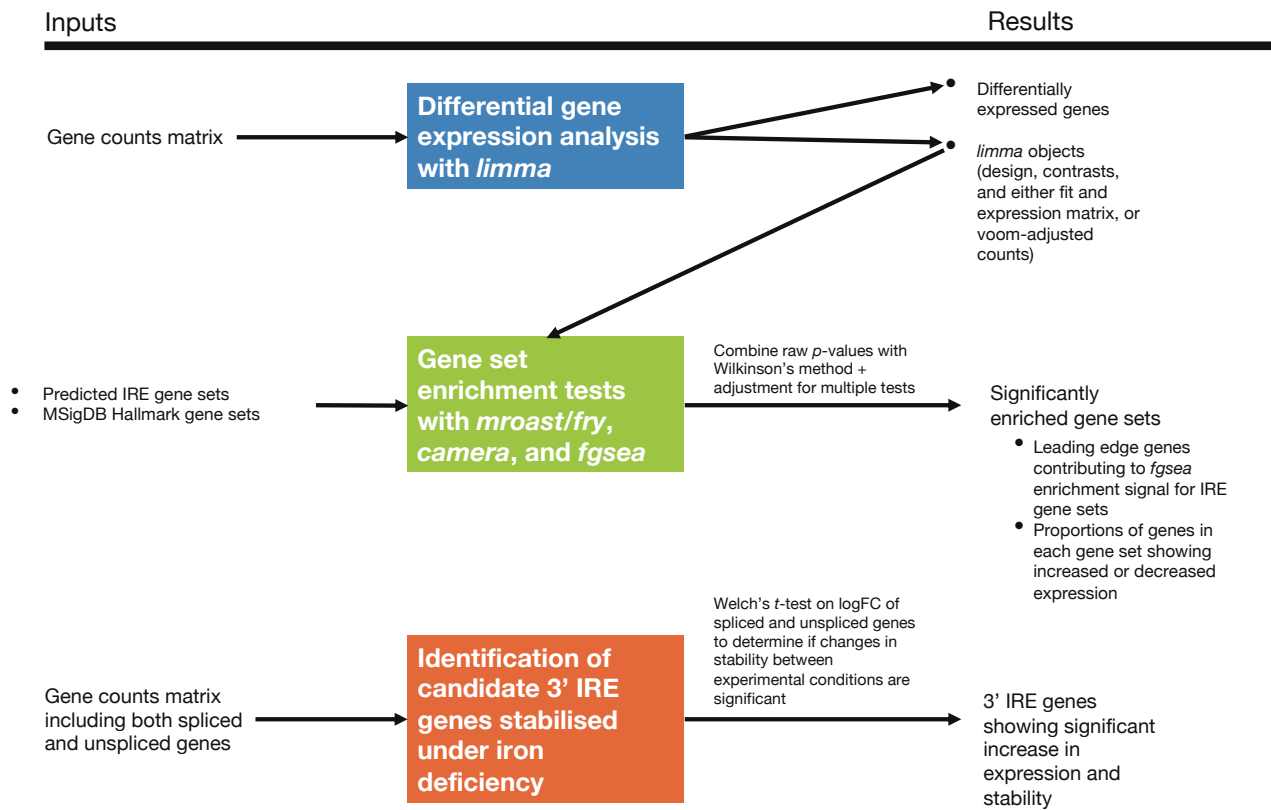 Inputs
Results
Gene counts matrix
Differential gene
expression analysis
with limma
• Differentially
expressed genes
• limma objects
(design, contrasts,
and either fit and
expression matrix, or
voom-adjusted
counts)
• Predicted IRE gene sets
• MSigDB Hallmark gene sets
Gene set
enrichment tests
with mroast/fry,
camera, and fgsea
Combine raw p-values with
Wilkinson's method +
adjustment for multiple tests
Significantly
enriched gene sets
• Leading edge genes
contributing to fgsea
enrichment signal for IRE
gene sets
• Proportions of genes in
each gene set showing
increased or decreased
expression
Gene counts matrix
including both spliced
and unspliced genes
Identification of
candidate 3' IRE
genes stabilised
under iron
deficiency
Welch's t-test on logFC of
spliced and unspliced genes
to determine if changes in
stability between
experimental conditions are
significant
3' IRE genes
showing significant
increase in
expression and
stability